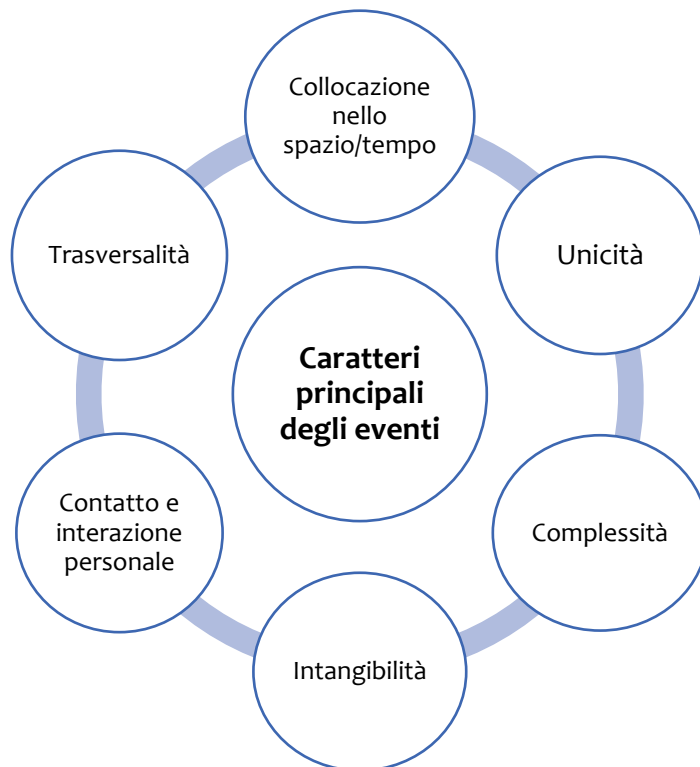 Collocazione
nello
spazio/tempo
Unicità
Complessità
Intangibilità
Contatto e
interazione
personale
Trasversalità
Caratteri
principali
degli eventi